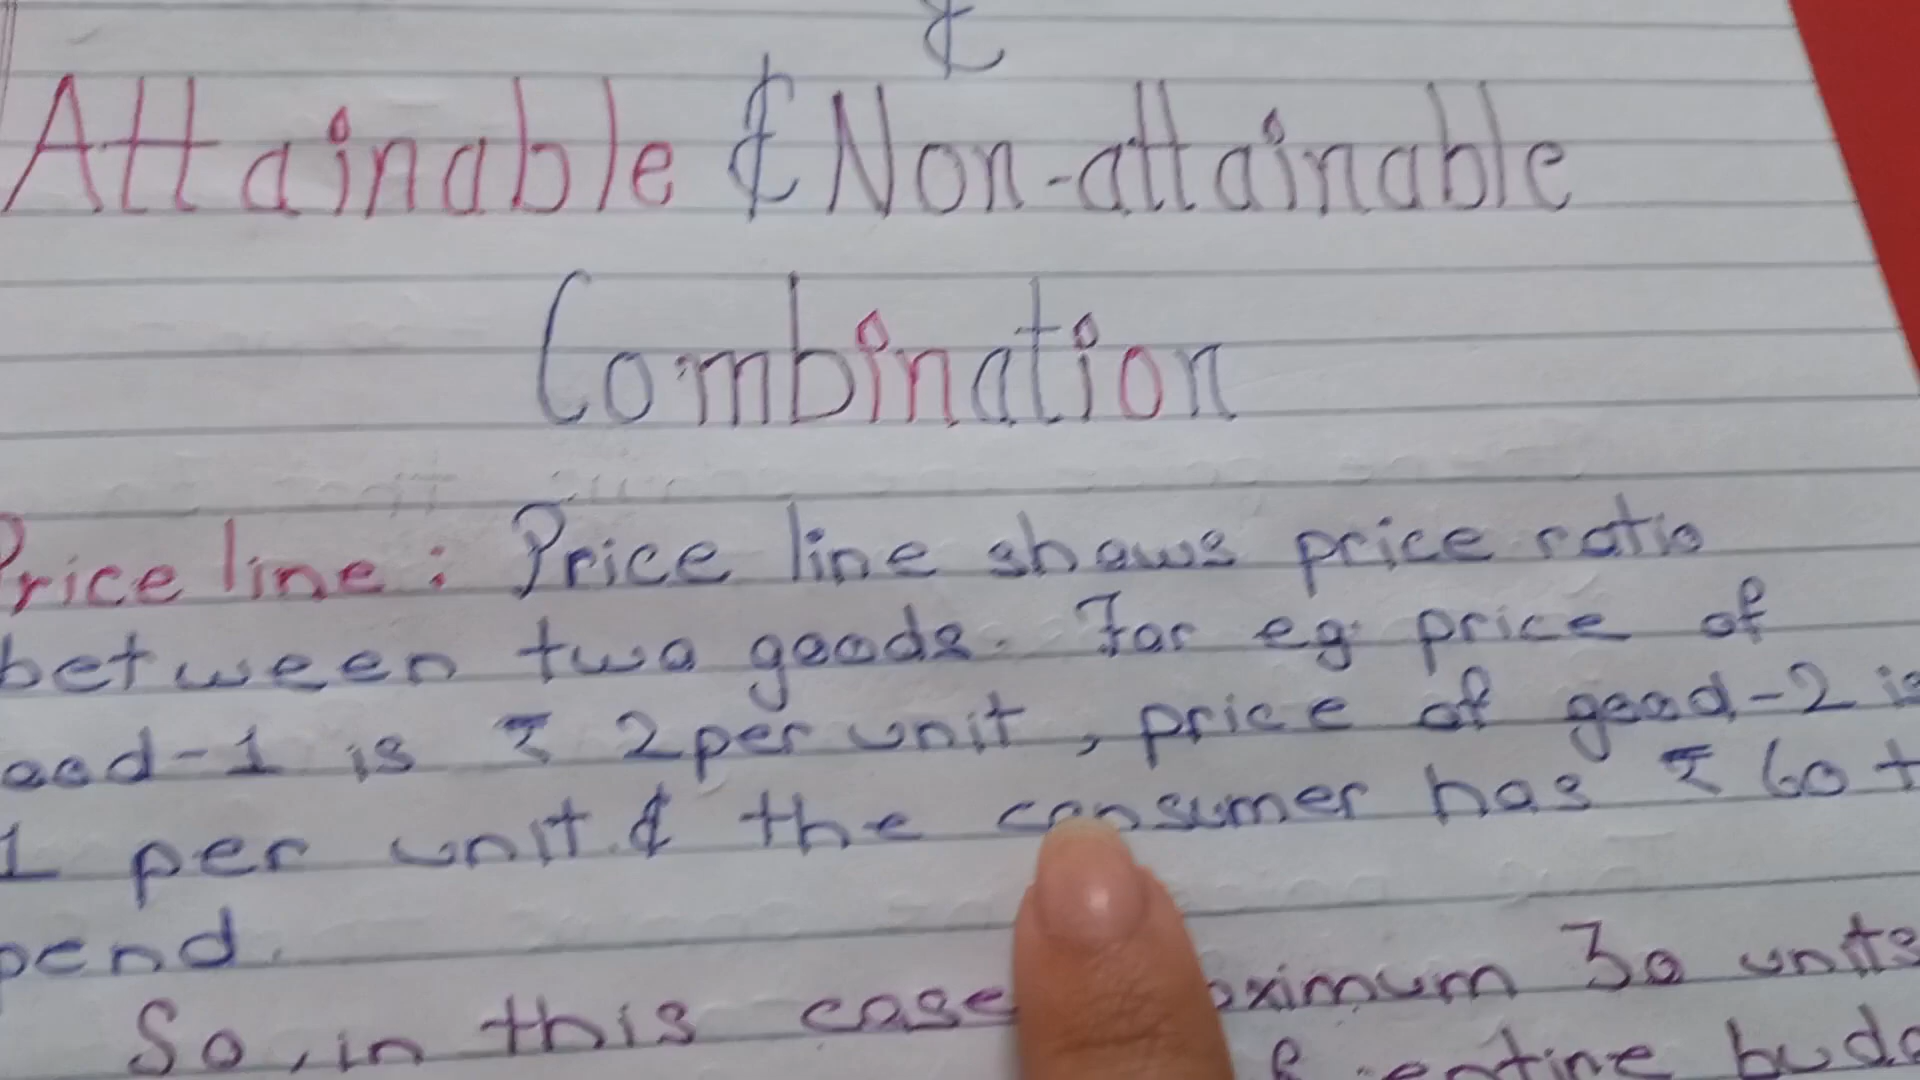 &
Attainable & Non-attainable
Combination
Price line: Price line shows price ratio
between two goods. For eg. price of
ood-1 is ₹ 2 per unit, price of good-2 is
1 per unit & the consumer has ₹ 60 t
pend.
So, in this case aximum 30 units
entire budg